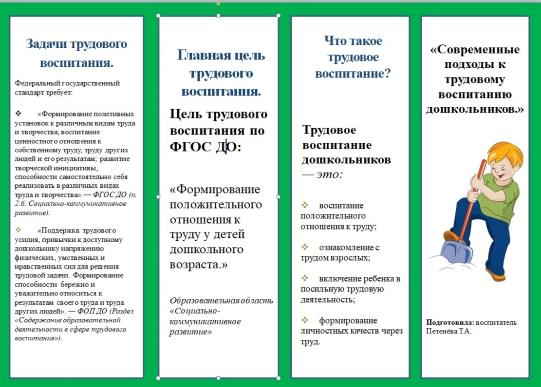 Задачи трудового
воспитания.
Федеральный государственный
стандарт требует:
❖ «Формирование позитивных
установок к различным видам труда
и творчества; воспитание
ценностного отношения к
собственному труду, труду других
людей и его результатам; развитие
творческой инициативы,
способности самостоятельно себя
реализовать в различных видах
труда и творчества».— ФГОС ДО (п.
2.6. Социально-коммуникативное
развитие).
❖ «Поддержка трудового
усилия, привычки к доступному
дошкольнику напряжению
физических, умственных и
нравственных сил для решения
трудовой задачи. Формирование
способности бережно и
уважительно относиться к
результатам своего труда и труда
других людей». — ФОП ДО (Раздел
«Содержание образовательной
деятельности в сфере трудового
воспитания»).
Главная цель
трудового
воспитания.
Цель трудового
воспитания по
ФГОС ДО:
«Формирование
положительного
отношения к
труду у детей
дошкольного
возраста.»
Образовательная область
«Социально-
коммуникативное
развитие»
Что такое
трудовое
воспитание?
Трудовое
воспитание
дошкольников
— это:
❖ воспитание
положительного
отношения к труду;
❖ ознакомление с
трудом взрослых;
❖ включение ребенка в
посильную трудовую
деятельность;
❖ формирование
личностных качеств через
труд.
«Современные
подходы к
трудовому
воспитанию
дошкольников.»
Подготовила: воспитатель
Петенёва Т.А.